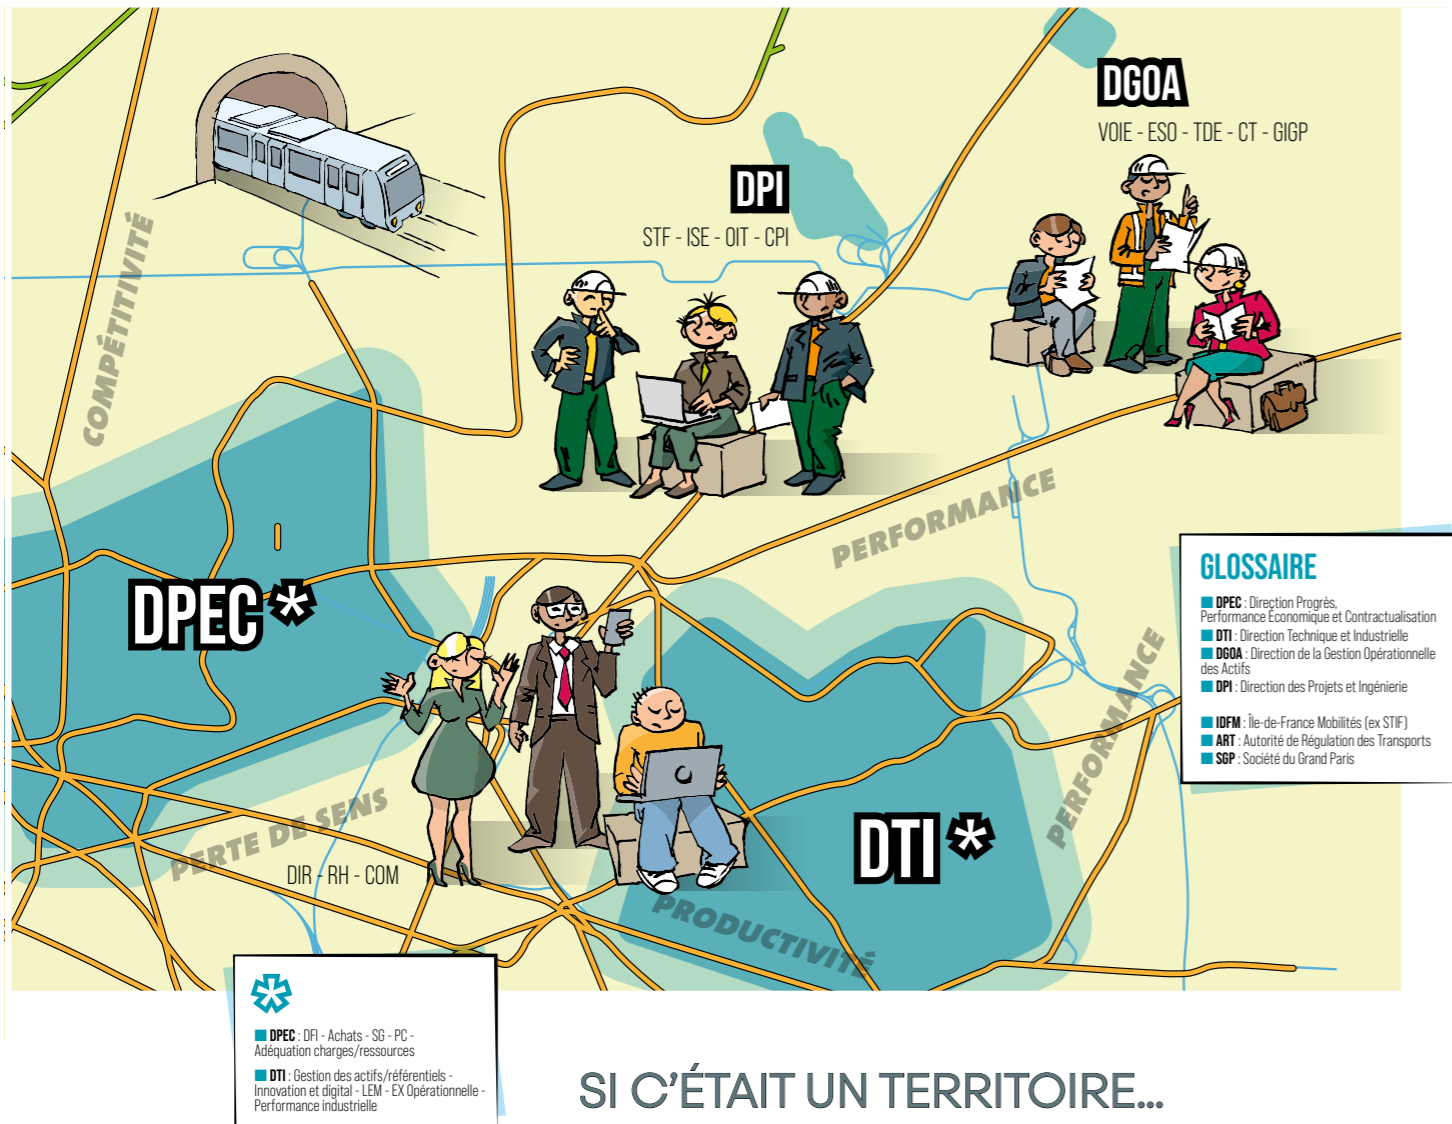 DGOA
VOIE - ESO - TDE - CT - GIGP
DPI
STF - ISE - OIT - CPI
COMPÉTITIVITÉ
PERFORMANCE
DPEC *
GLOSSAIRE
DPEC : Direction Progrès,
Performance Économique et Contractualisation
DTI : Direction Technique et Industrielle
DGOA : Direction de la Gestion Opérationnelle
des Actifs
DPI : Direction des Projets et Ingénierie
IDFM : Île-de-France Mobilités (ex STIF)
ART : Autorité de Régulation des Transports
SGP : Société du Grand Paris
PERFORMANCE
PERTE DE SENS
DIR - RH - COM
DTI *
PRODUCTIVITÉ
*
DPEC : DFI - Achats - SG - PC -
Adéquation charges/ressources
DTI : Gestion des actifs/référentiels -
Innovation et digital - LEM - EX Opérationnelle -
Performance industrielle
SI C'ÉTAIT UN TERRITOIRE...